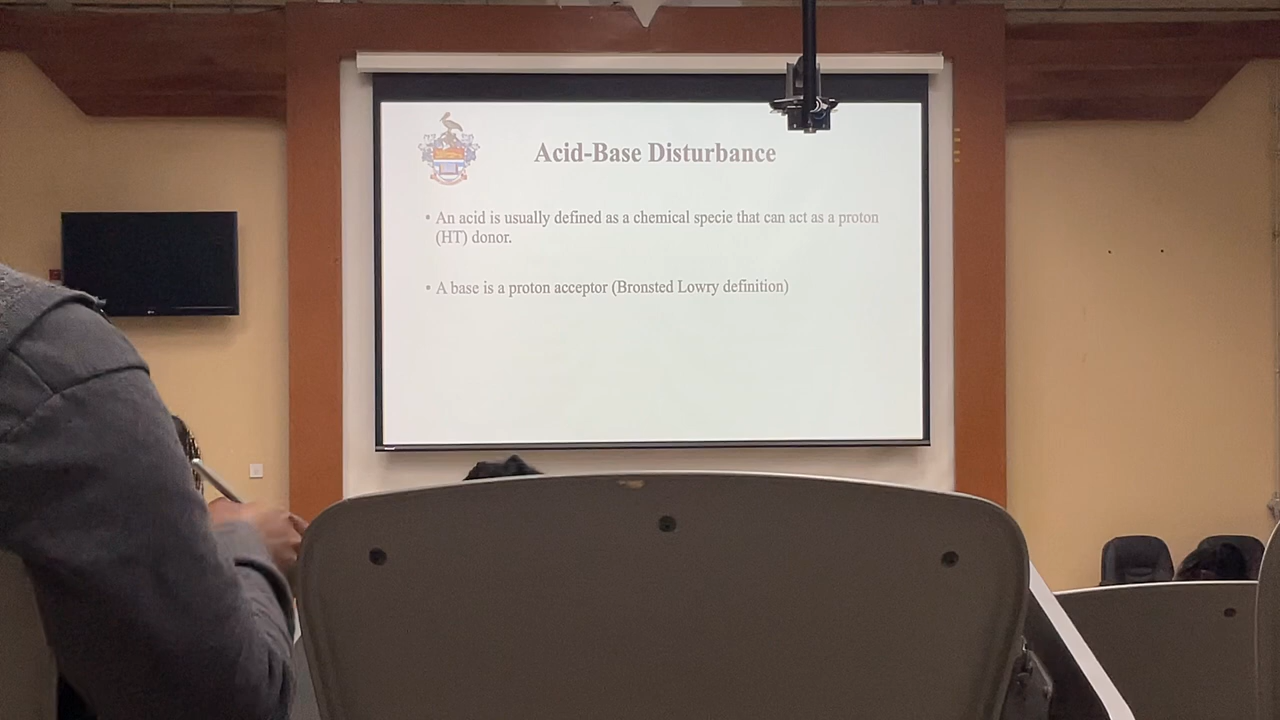 Acid-Base Disturbance
• An acid is usually defined as a chemical specie that can act as a proton
(HT) donor.
• A base is a proton acceptor (Bronsted Lowry definition)